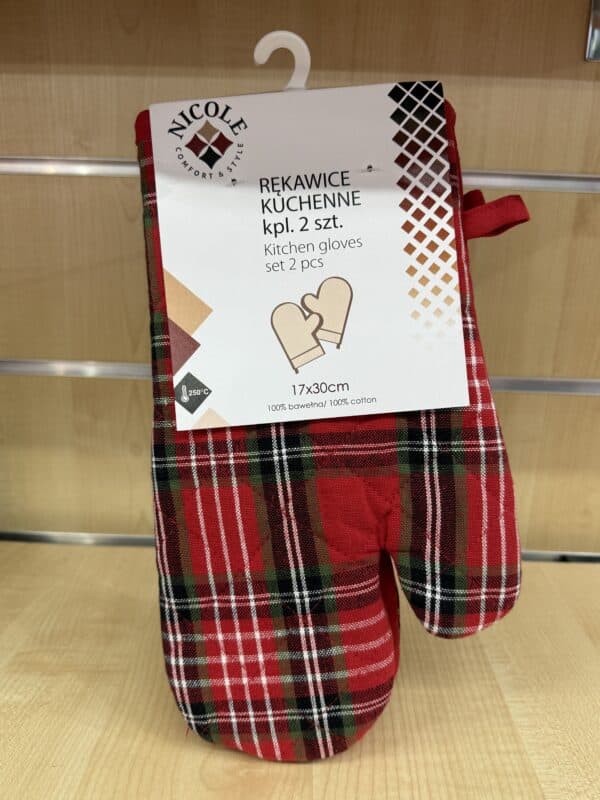 NICOLE
COMFORT & STYLE
RĘKAWICE
KUCHENNE
kpl. 2 szt.
Kitchen gloves
set 2 pcs
17x30cm
250°C
100% bawełna/ 100% cotton